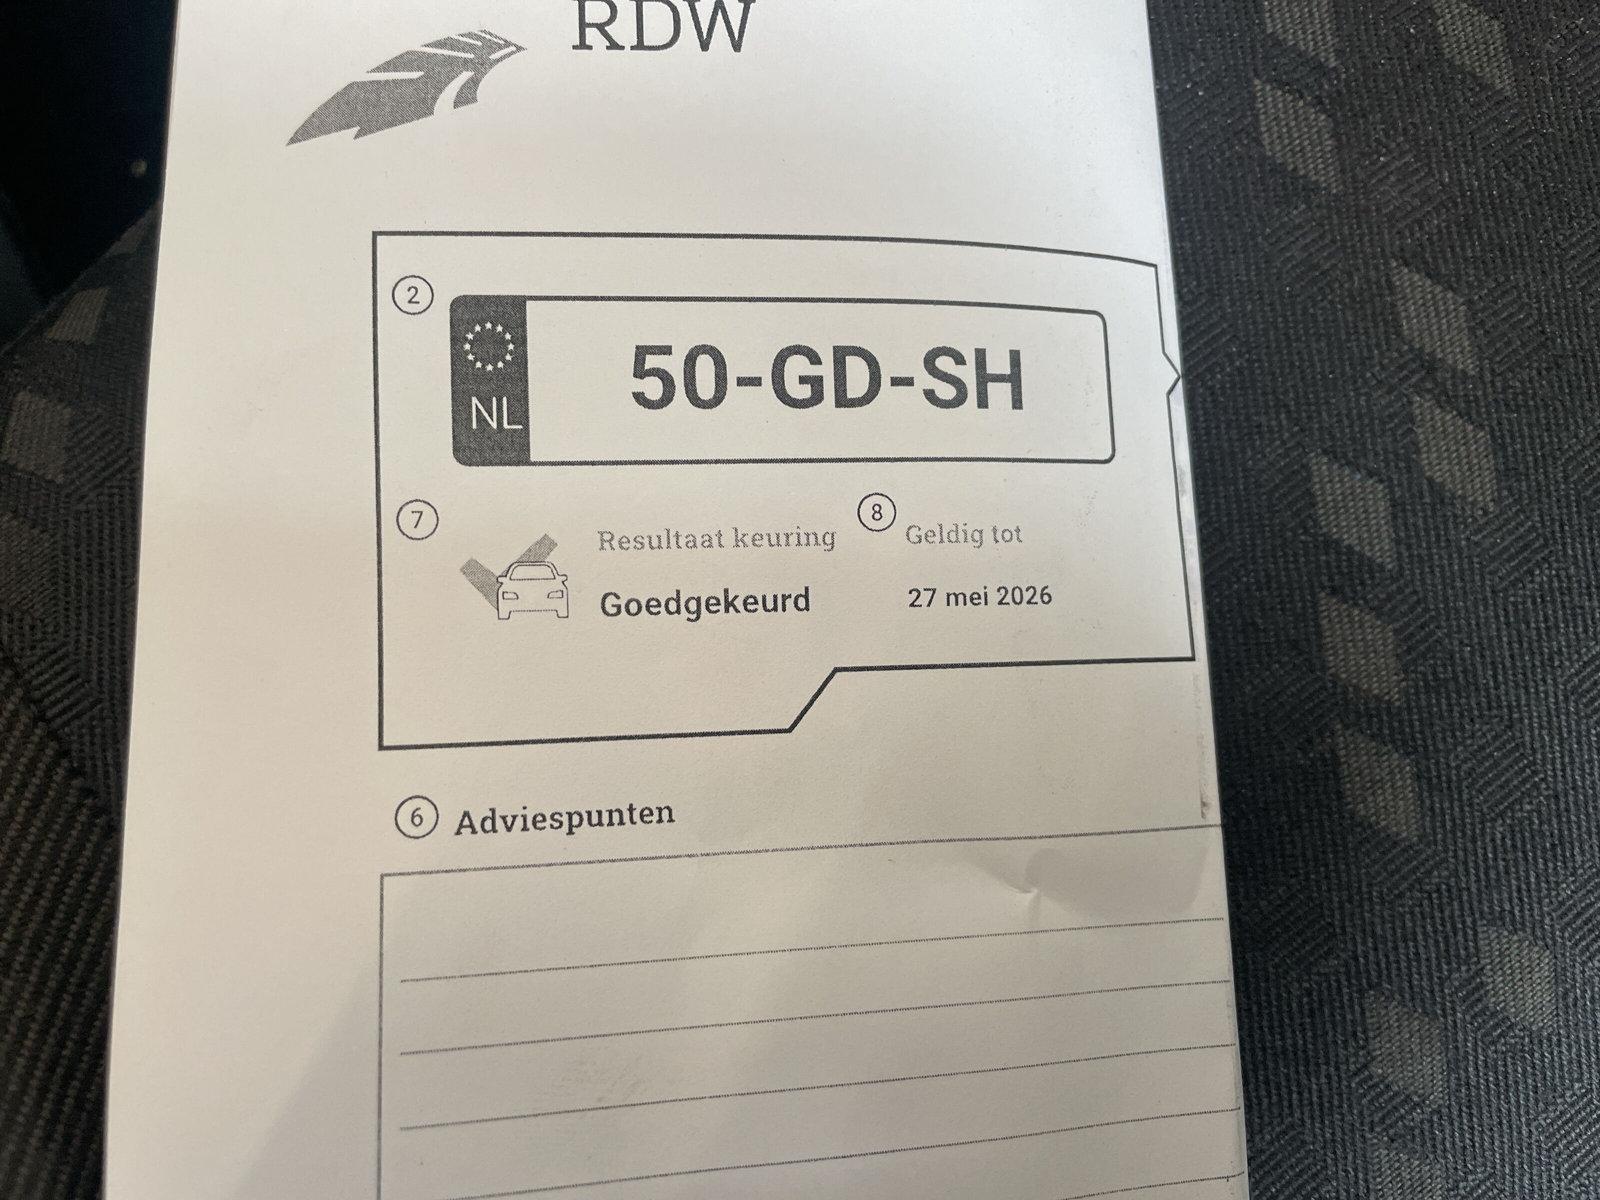 RDW
2
NL
50-GD-SH
7
Resultaat keuring
8
Geldig tot
Goedgekeurd
27 mei 2026
6 Adviespunten